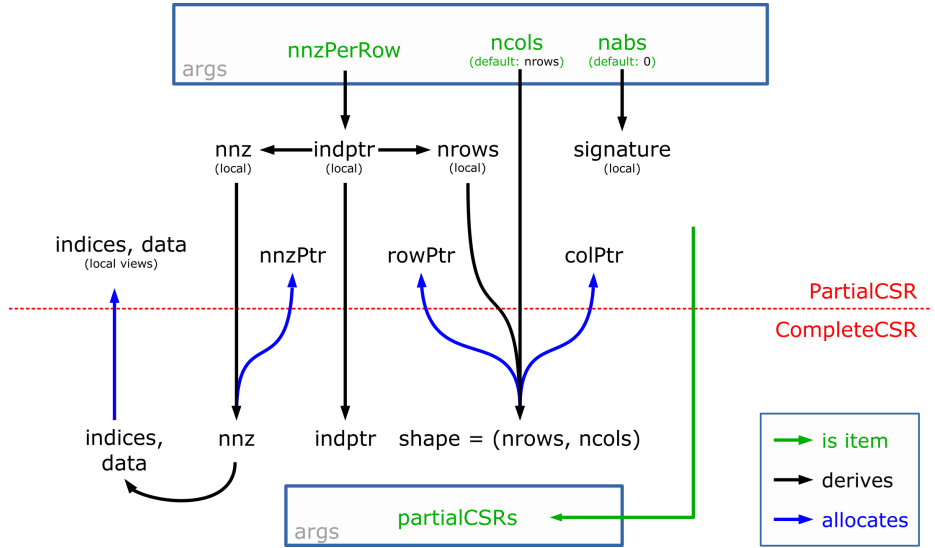 nnzPerRow ncols nabs
(default: nrows) (default: 0)
args
nnz indptr nrows signature
(local) (local) (local) (local)
indices, data nnzPtr rowPtr colPtr
(local views)
PartialCSR
CompleteCSR
indices, nnz indptr shape = (nrows, ncols)
data
is item
derives
allocates
partialCSRs
args